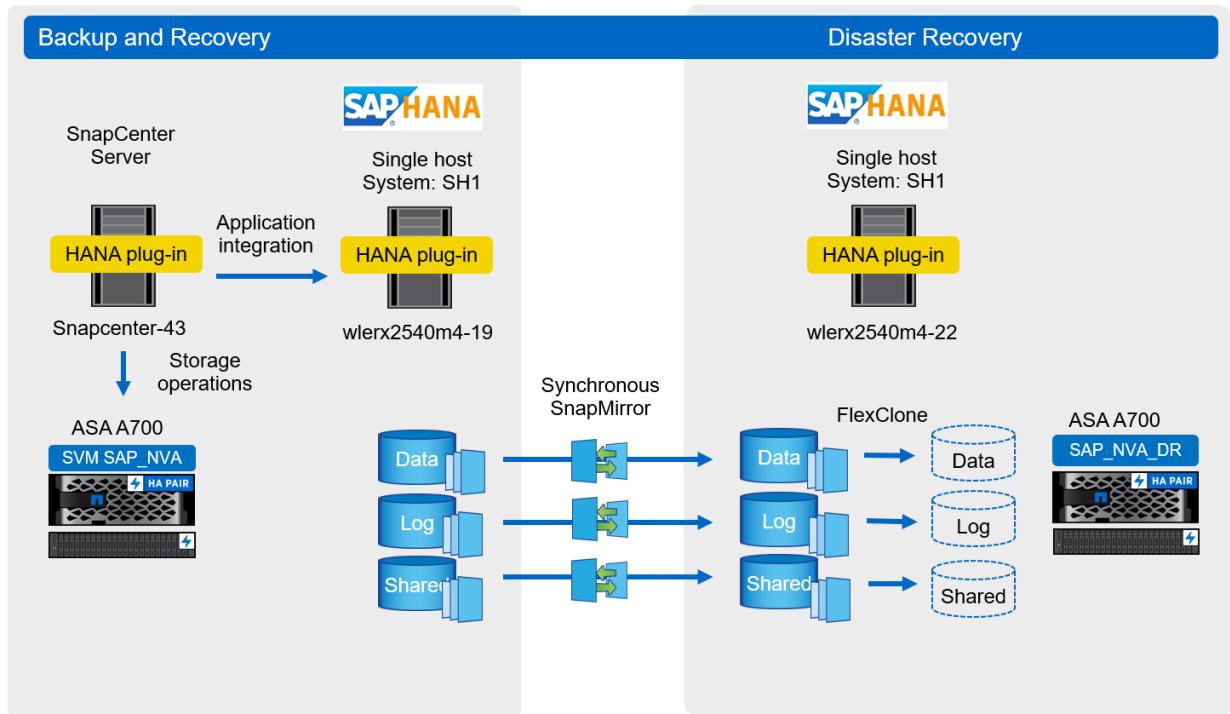 Backup and Recovery
Disaster Recovery
SAP HANA
®
SnapCenter
Server
Single host
System: SH1
HANA plug-in
Application
integration
HANA plug-in
Snapcenter-43
wlerx2540m4-19
Storage
operations
ASA A700
SVM SAP_NVA
HA PAIR
Data
Log
Shared
Synchronous
SnapMirror
SAP HANA
®
Single host
System: SH1
HANA plug-in
wlerx2540m4-22
Data
Log
Shared
FlexClone
Data
Log
Shared
ASA A700
SAP_NVA_DR
HA PAIR